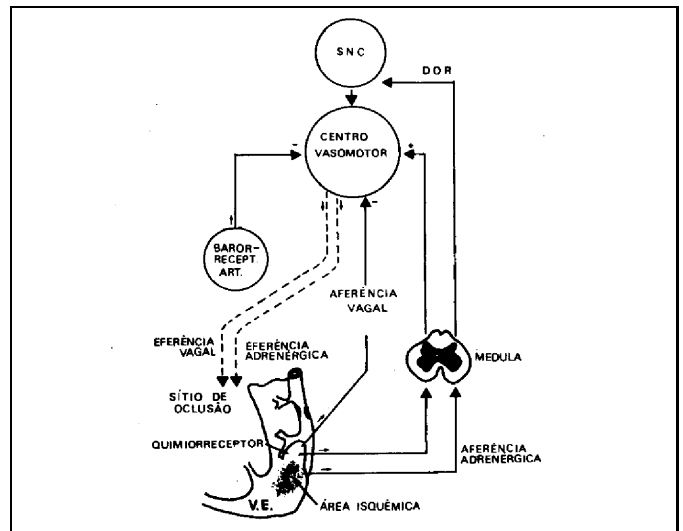 SNC
DOR
CENTRO
VASOMOTOR
-
+
-
BAROR-
RECEPT.
ART.
AFERÊNCIA
VAGAL
EFERÊNCIA
VAGAL
EFERÊNCIA
ADRENÉRGICA
MEDULA
SÍTIO DE
OCLUSÃO
QUIMIORRECEPTOR
AFERÊNCIA
ADRENÉRGICA
V.E.
ÁREA ISQUÊMICA